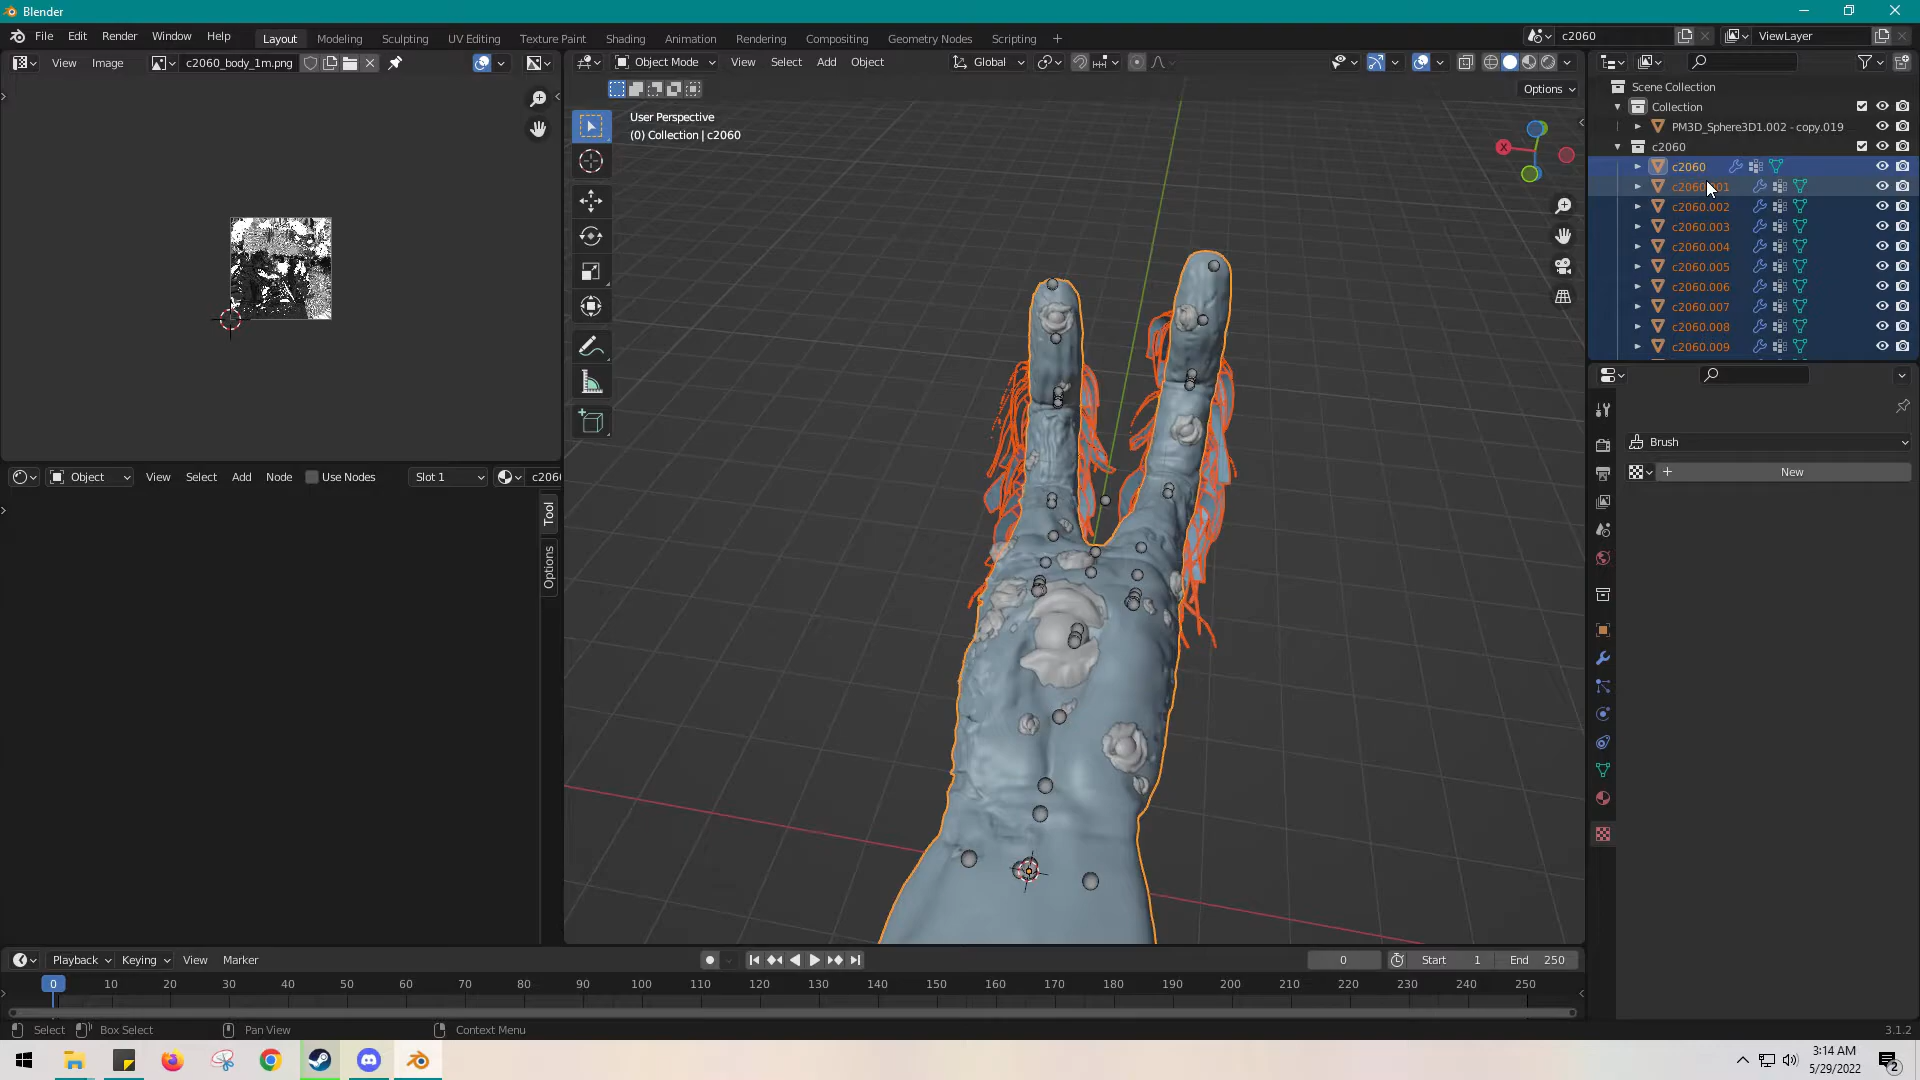 Blender
File Edit Render Window Help Layout Modeling Sculpting UV Editing Texture Paint Shading Animation Rendering Compositing Geometry Nodes Scripting + c2060 ViewLayer
View Image c2060_body_1m.png Object Mode View Select Add Object Global
Options
User Perspective
(0) Collection | c2060
X
Scene Collection
Collection
PM3D_Sphere3D1.002 - copy.019
c2060
c2060
c2060.001
c2060.002
c2060.003
c2060.004
c2060.005
c2060.006
c2060.007
c2060.008
c2060.009
Brush
New
Object View Select Add Node Use Nodes Slot 1 c206
Tool
Options
Playback Keying View Marker 0 Start 1 End 250
0 10 20 30 40 50 60 70 80 90 100 110 120 130 140 150 160 170 180 190 200 210 220 230 240 250
Select Box Select Pan View Context Menu 3.1.2
3:14 AM
5/29/2022
2